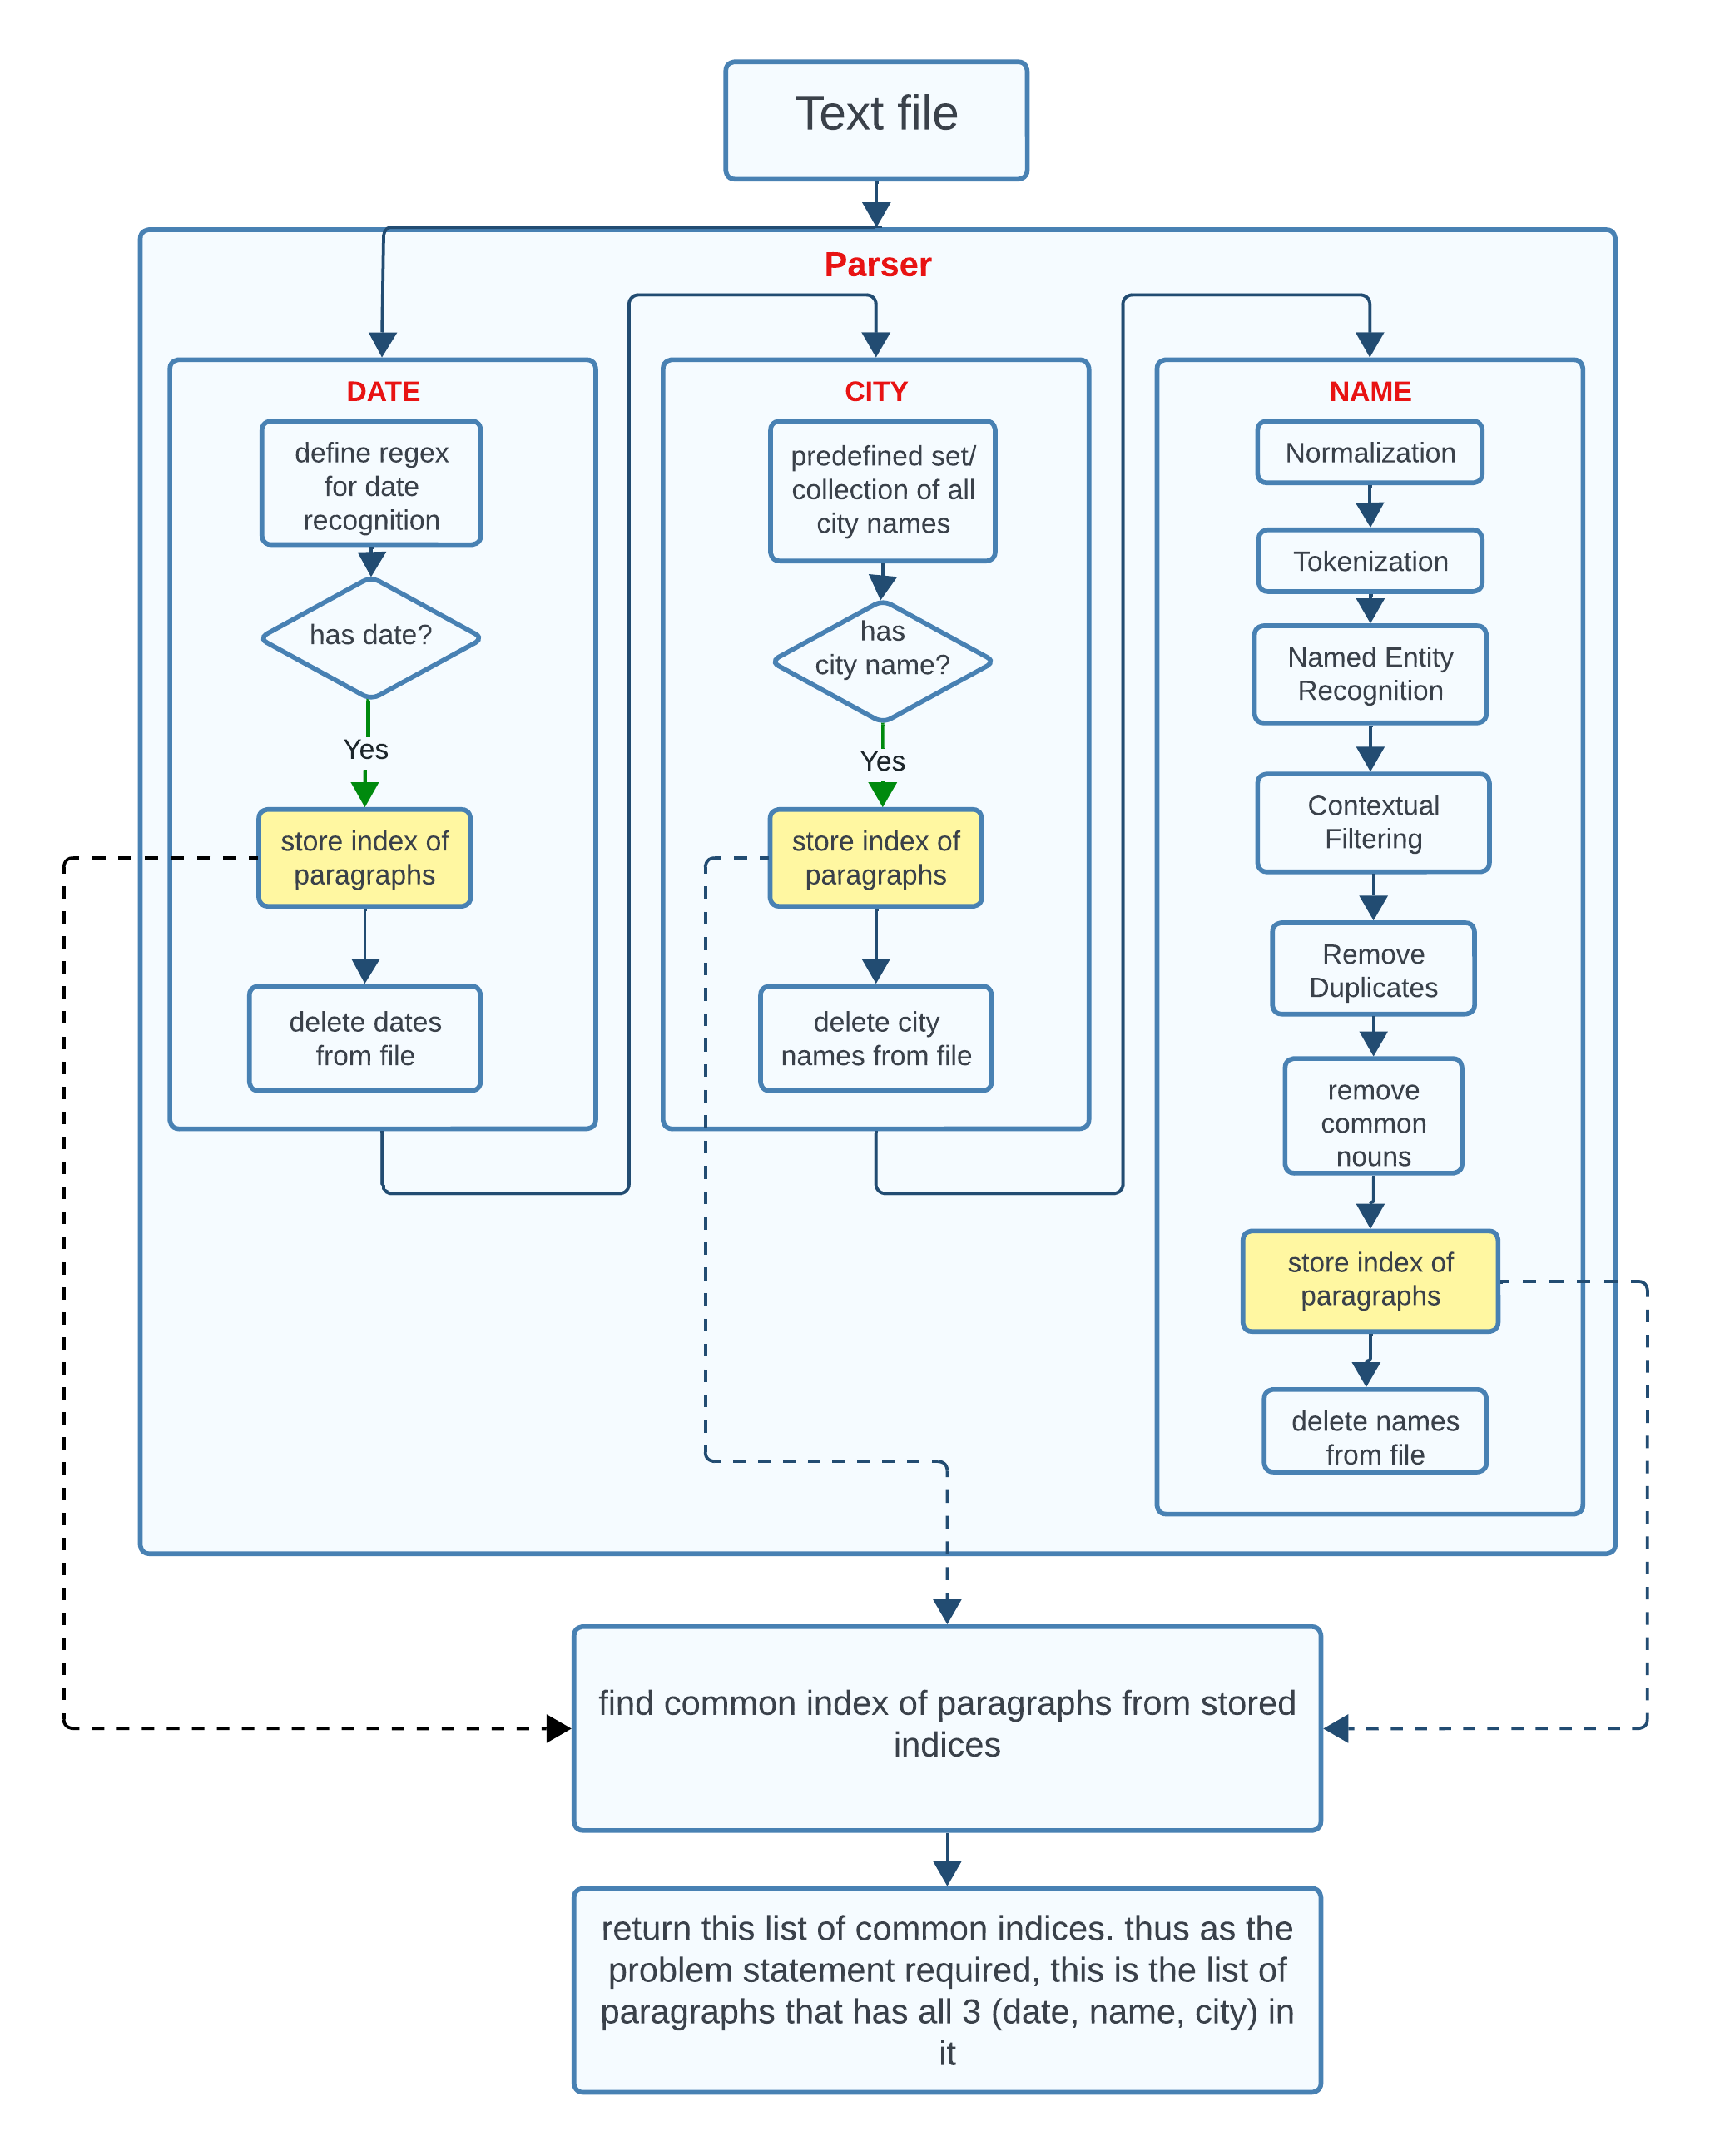 Text file
Parser
DATE
define regex
for date
recognition
has date?
Yes
store index of
paragraphs
delete dates
from file
CITY
predefined set/
collection of all
city names
has
city name?
Yes
store index of
paragraphs
delete city
names from file
NAME
Normalization
Tokenization
Named Entity
Recognition
Contextual
Filtering
Remove
Duplicates
remove
common
nouns
store index of
paragraphs
delete names
from file
find common index of paragraphs from stored
indices
return this list of common indices. thus as the
problem statement required, this is the list of
paragraphs that has all 3 (date, name, city) in
it